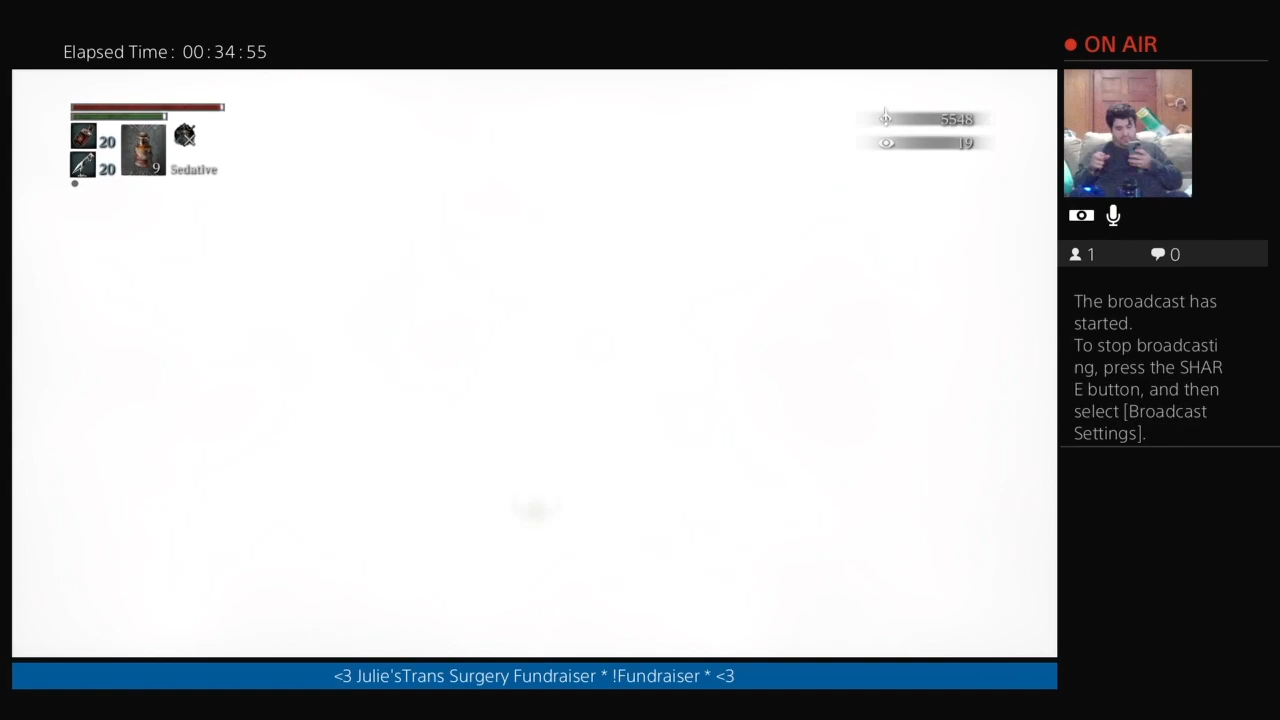 Elapsed Time: 00:34:55
ON AIR
5548
19
20
9
20
Sedative
1
0
The broadcast has
started.
To stop broadcasti
ng, press the SHAR
E button, and then
select [Broadcast
Settings].
<3 Julie'sTrans Surgery Fundraiser * !Fundraiser * <3